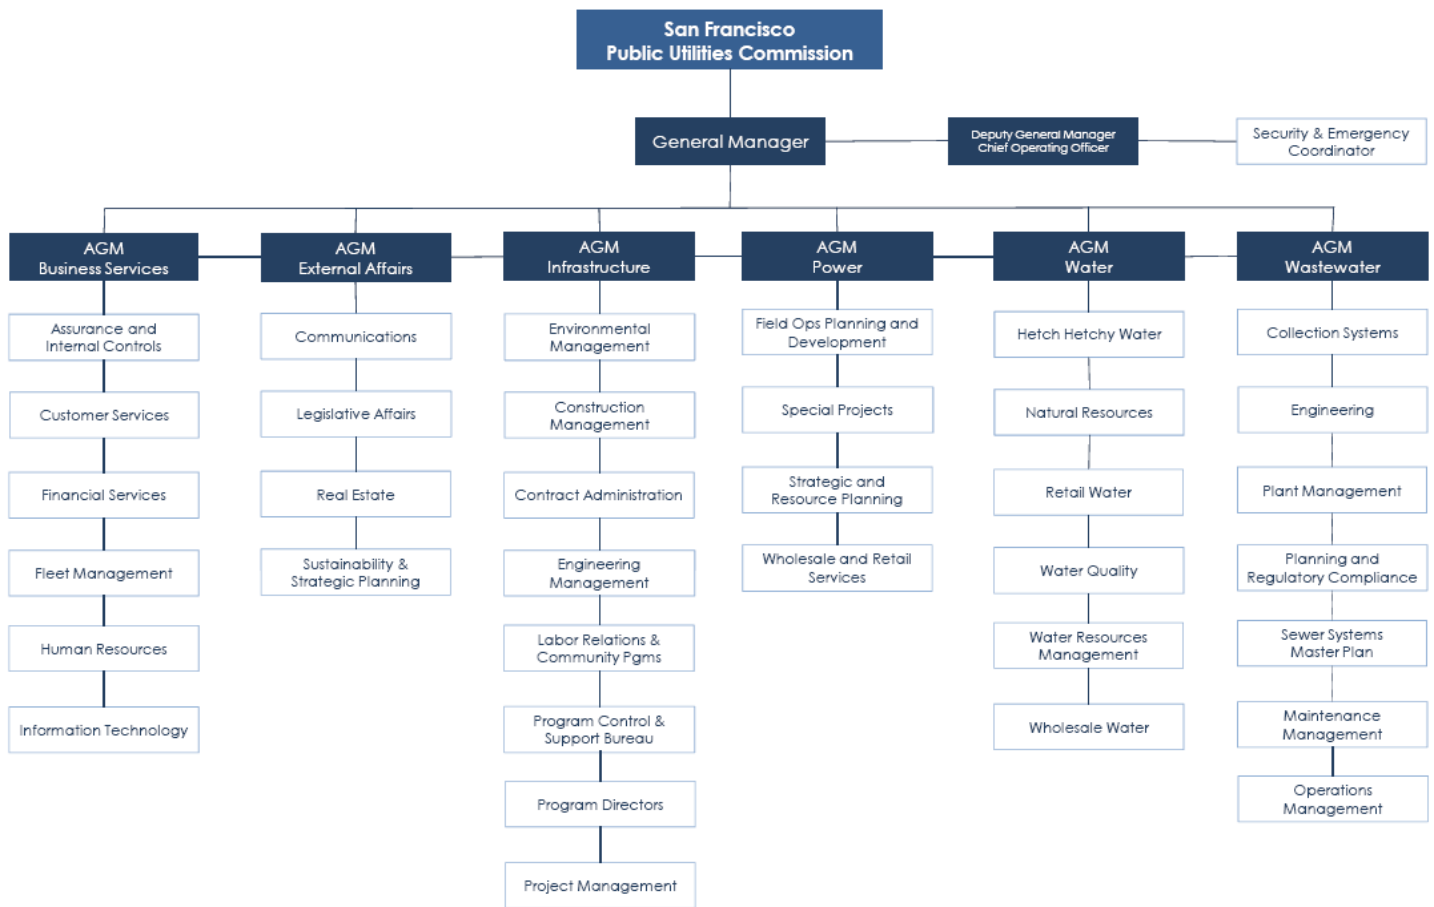 San Francisco
Public Utilities Commission
General Manager
Deputy General Manager
Chief Operating Officer
Security & Emergency
Coordinator
AGM
Business Services
AGM
External Affairs
AGM
Infrastructure
AGM
Power
AGM
Water
AGM
Wastewater
Assurance and
Internal Controls
Customer Services
Financial Services
Fleet Management
Human Resources
Information Technology
Communications
Legislative Affairs
Real Estate
Sustainability &
Strategic Planning
Environmental
Management
Construction
Management
Contract Administration
Engineering
Management
Labor Relations &
Community Pgms
Program Control &
Support Bureau
Program Directors
Project Management
Field Ops Planning and
Development
Special Projects
Strategic and
Resource Planning
Wholesale and Retail
Services
Hetch Hetchy Water
Natural Resources
Retail Water
Water Quality
Water Resources
Management
Wholesale Water
Collection Systems
Engineering
Plant Management
Planning and
Regulatory Compliance
Sewer Systems
Master Plan
Maintenance
Management
Operations
Management